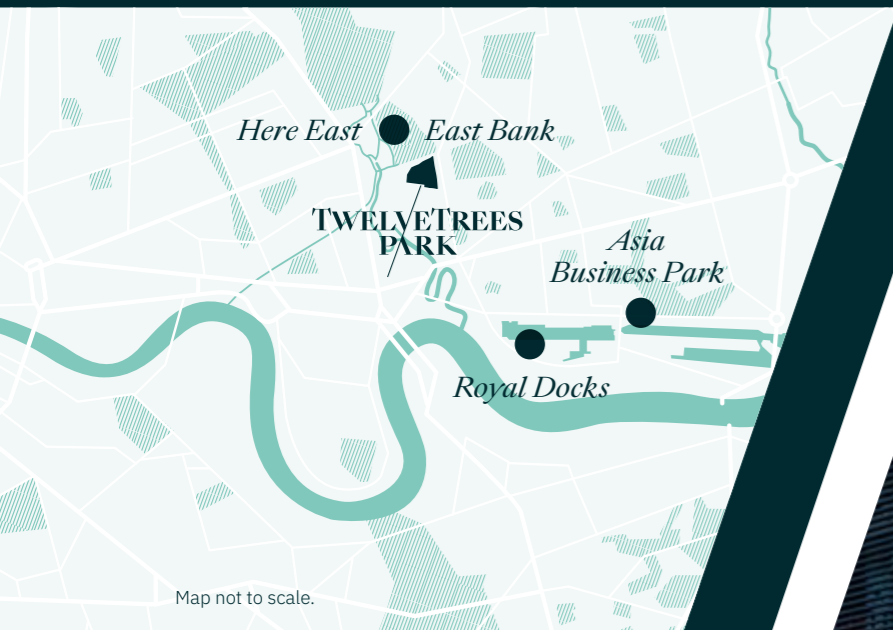 Here East
East Bank
TWELVETREES
PARK
Asia
Business Park
Royal Docks
Map not to scale.